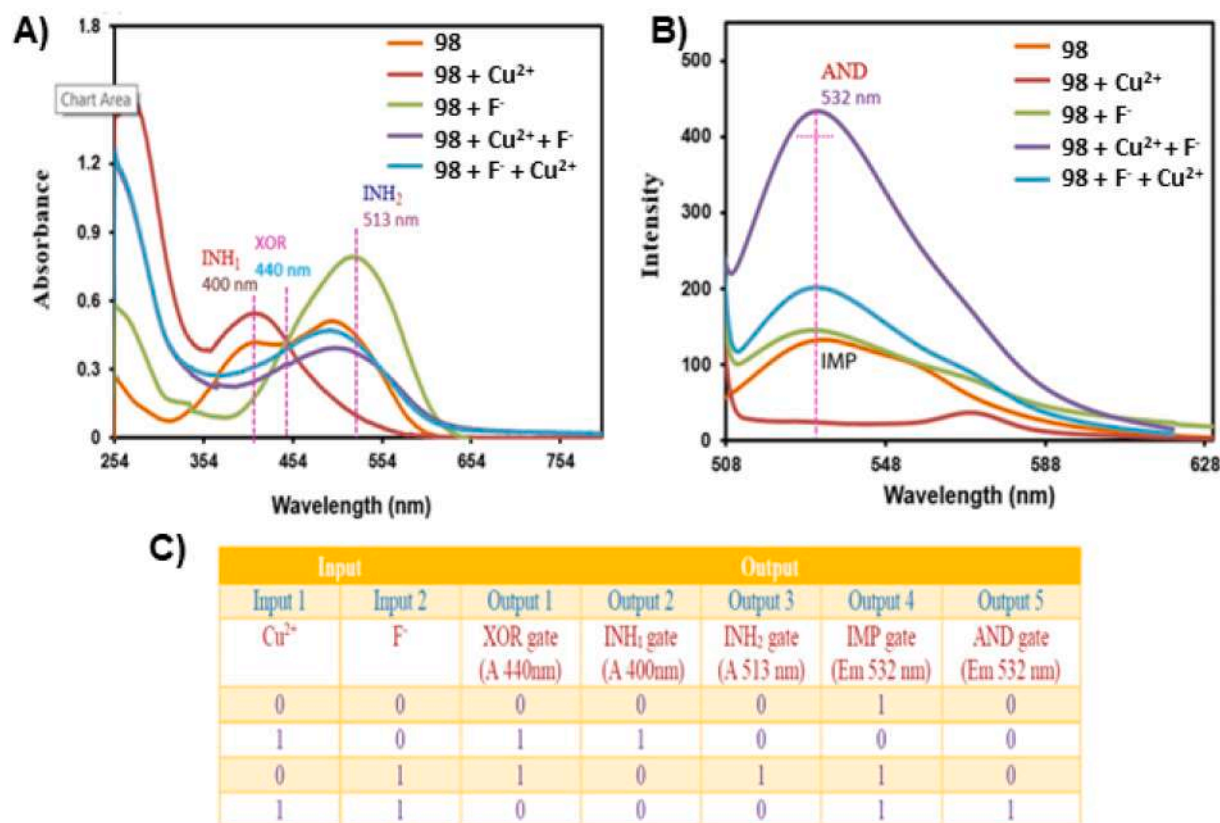 A)
1.8
1.2
0.9
0.6
0.3
0
Absorbance
Chart Area
98
98 + Cu²⁺
98 + F⁻
98 + Cu²⁺ + F⁻
98 + F⁻ + Cu²⁺
INH₁
400 nm
XOR
440 nm
INH₂
513 nm
254
354
454
554
654
754
Wavelength (nm)
B)
500
400
300
200
100
0
Intensity
AND
532 nm
IMP
98
98 + Cu²⁺
98 + F⁻
98 + Cu²⁺ + F⁻
98 + F⁻ + Cu²⁺
508
548
588
628
Wavelength (nm)
C)
Input Output
Input 1 Input 2 Output 1 Output 2 Output 3 Output 4 Output 5
Cu²⁺ F⁻ XOR gate INH₁ gate INH₂ gate IMP gate AND gate
(A 440nm) (A 400nm) (A 513 nm) (Em 532 nm) (Em 532 nm)
0 0 0 0 0 1 0
1 0 1 1 0 0 0
0 1 1 0 1 1 0
1 1 0 0 0 1 1